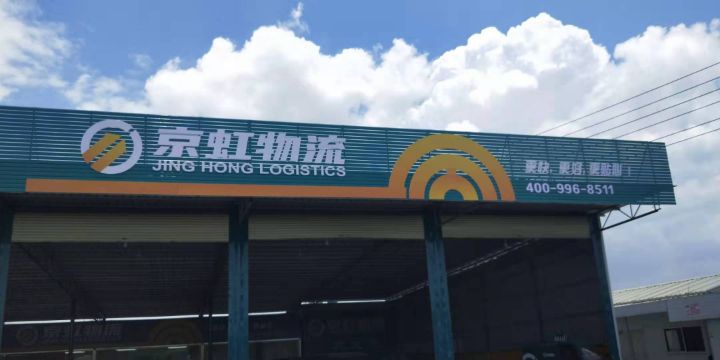 京虹物流
JING HONG LOGISTICS
更快,更好,更贴心
400-996-8511
京虹物流